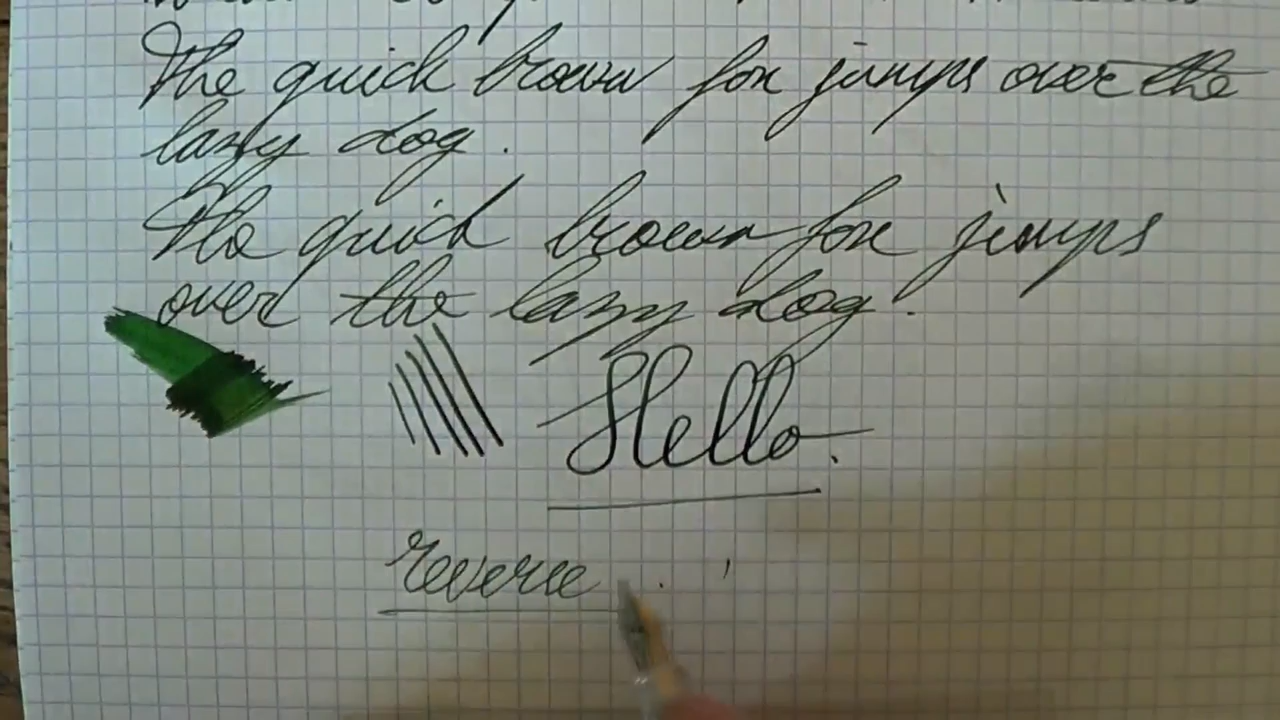 The quick brown fox jumps over the
lazy dog.
The quick brown fox jumps
over the lazy dog.
Hello.
reverse